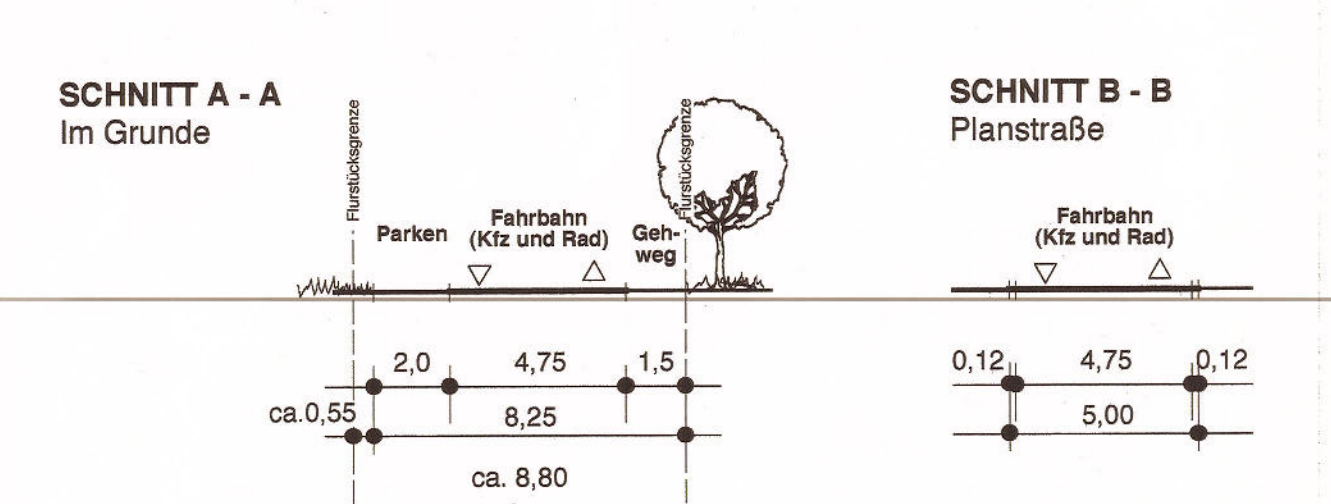 SCHNITT A - A
Im Grunde
Flurstücksgrenze
Parken
Fahrbahn
(Kfz und Rad)
Geh-
weg
Flurstücksgrenze
2,0
4,75
1,5
ca.0,55
8,25
ca. 8,80
SCHNITT B - B
Planstraße
Fahrbahn
(Kfz und Rad)
0,12
4,75
0,12
5,00